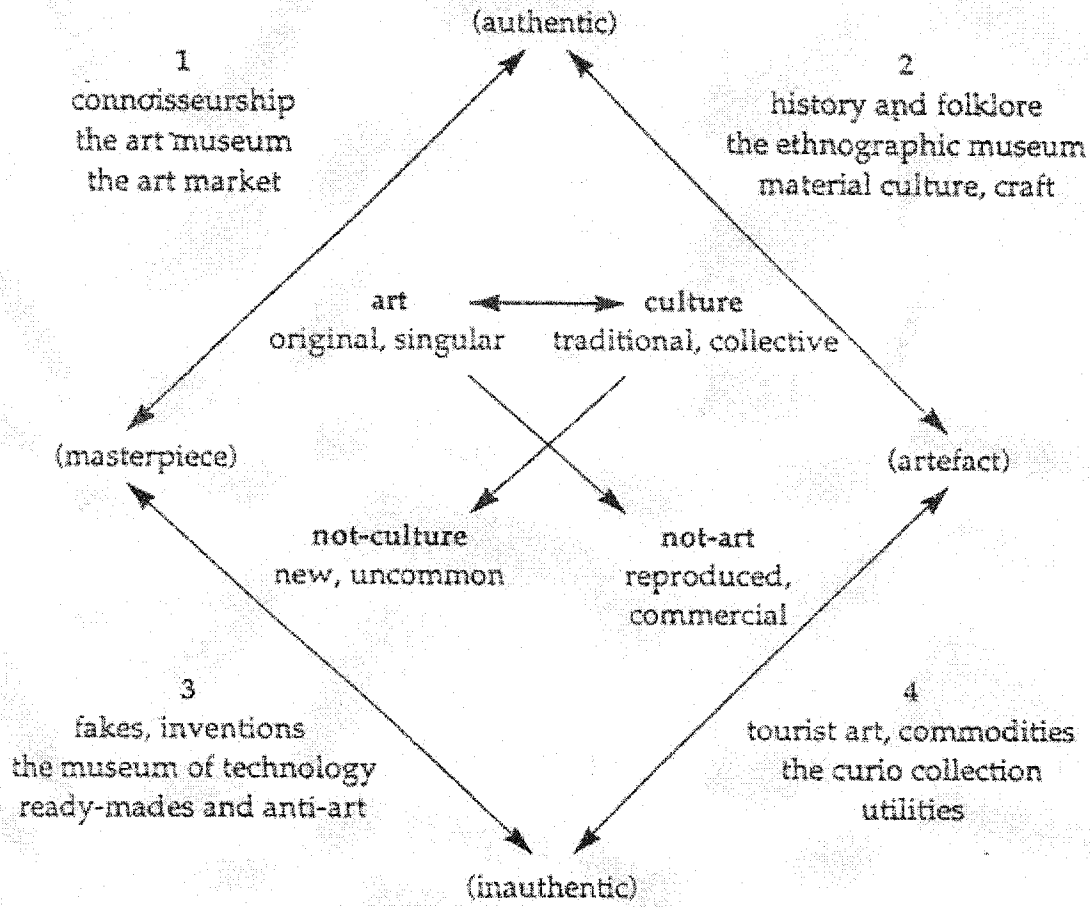 (authentic)
1
connoisseurship
the art museum
the art market
2
history and folklore
the ethnographic museum
material culture, craft
art
original, singular
culture
traditional, collective
(masterpiece)
(artefact)
not-culture
new, uncommon
not-art
reproduced,
commercial
3
fakes, inventions
the museum of technology
ready-mades and anti-art
4
tourist art, commodities
the curio collection
utilities
(inauthentic)